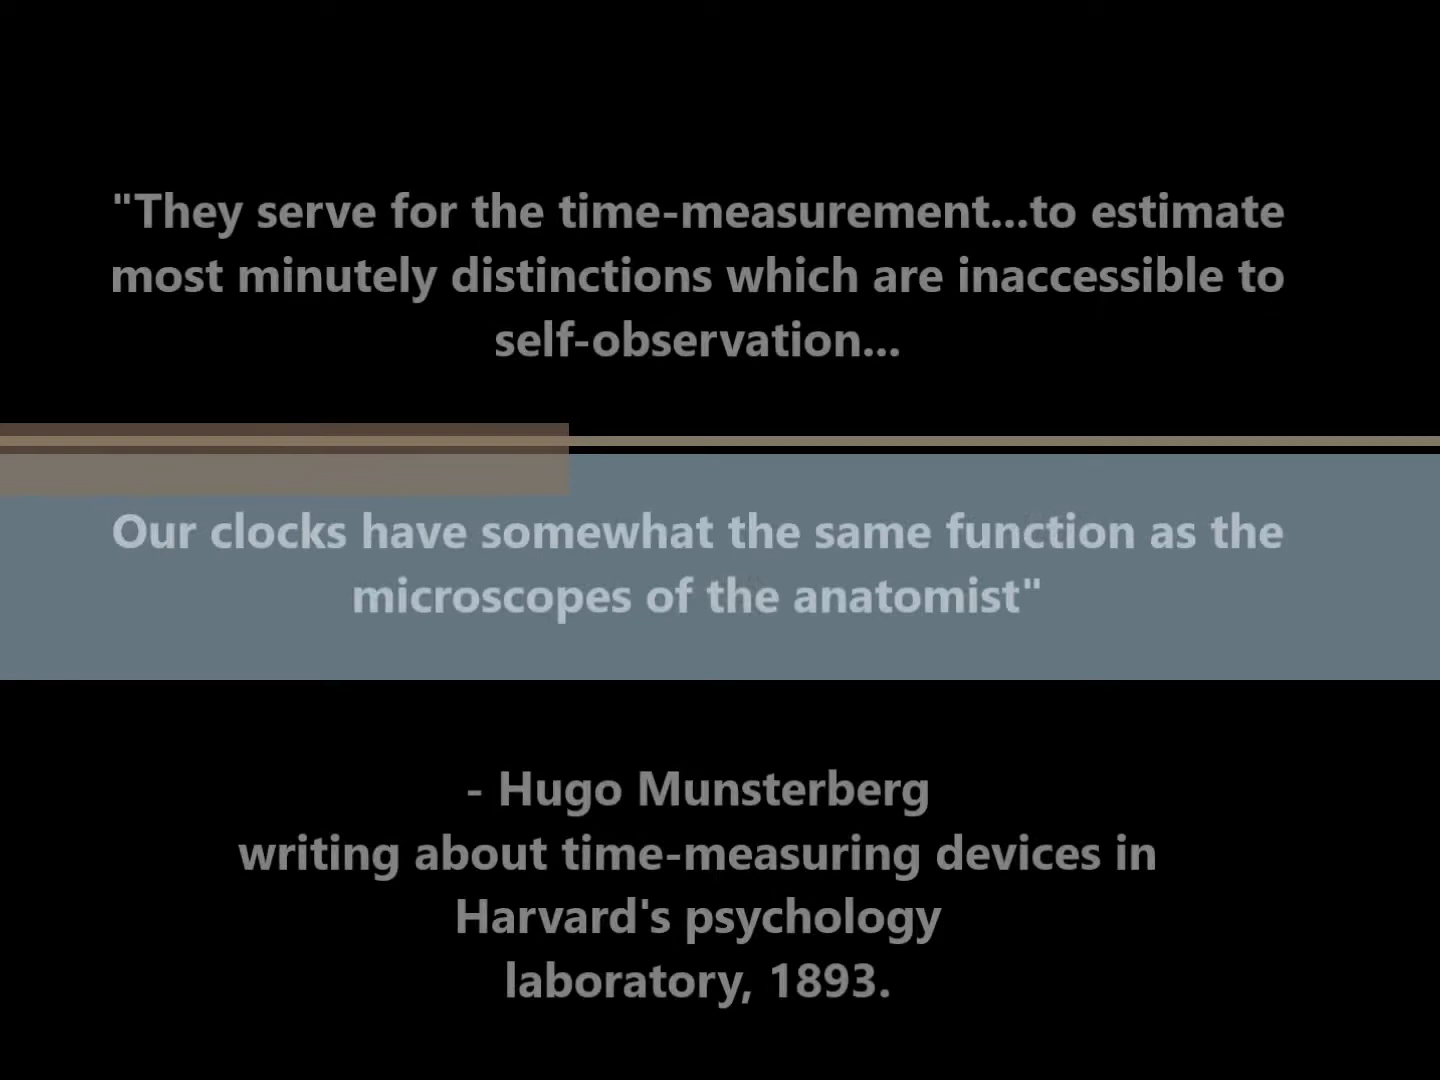 "They serve for the time-measurement...to estimate
most minutely distinctions which are inaccessible to
self-observation...
Our clocks have somewhat the same function as the
microscopes of the anatomist"
- Hugo Munsterberg
writing about time-measuring devices in
Harvard's psychology
laboratory, 1893.